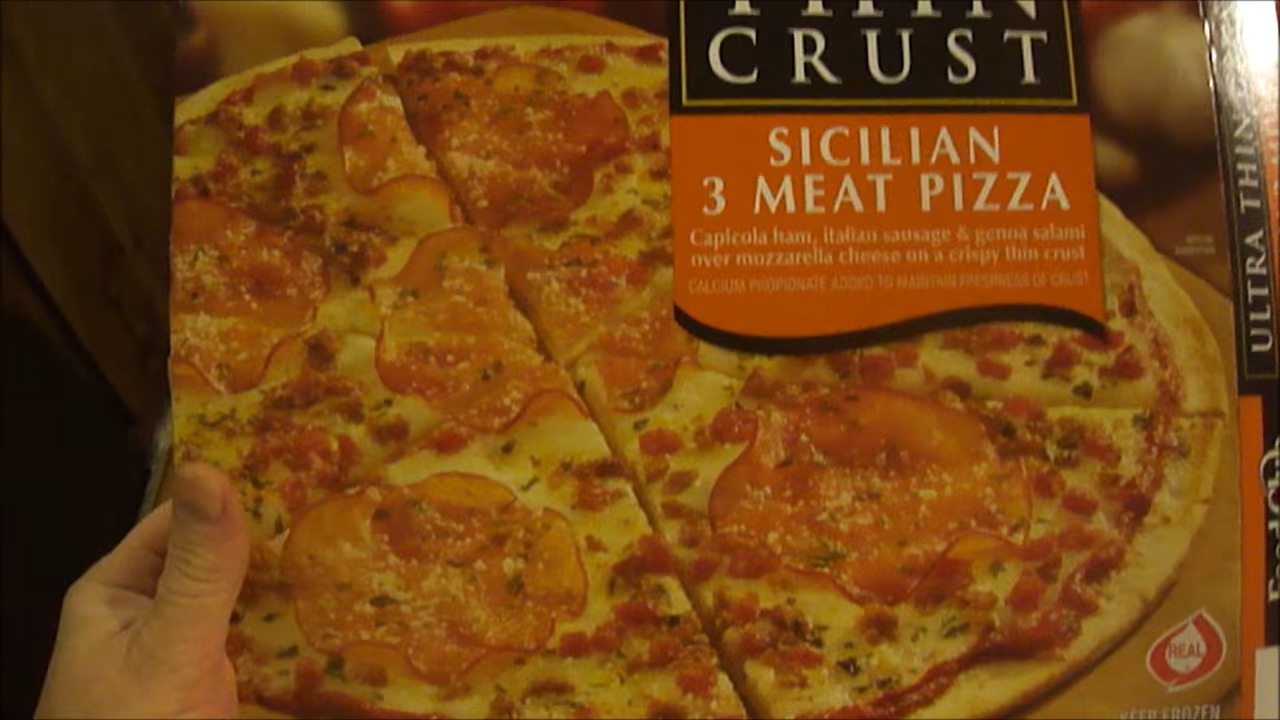 THIN
CRUST
SICILIAN
3 MEAT PIZZA
Capicola ham, italian sausage & genoa salami
over mozzarella cheese on a crispy thin crust
CALCIUM PROPIONATE ADDED TO MAINTAIN FRESHNESS OF CRUST
ULTRA THIN
REAL
KEEP FROZEN